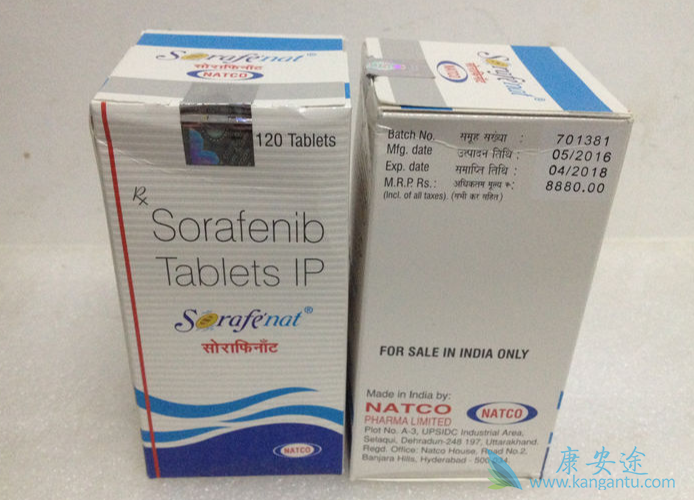 Sorafenat®
सोराफिनॅाट
NATCO
120 Tablets
Rx
Sorafenib
Tablets IP
Sorafenat®
सोराफिनॅाट
NATCO
Sorafenat®
सोराफिनॅाट
NATCO
Batch No. समूह संख्या : 701381
Mfg. date उत्पादन तिथि : 05/2016
Exp. date समाप्ति तिथि : 04/2018
M.R.P. Rs.: अधिकतम मूल्य रु: 8880.00
(Incl. of all taxes). (सभी कर सहित)
FOR SALE IN INDIA ONLY
Made in India by:
NATCO
PHARMA LIMITED
NATCO
Plot No. A-3, UPSIDC Industrial Area,
Selaqui, Dehradun-248 197, Uttarakhand.
Regd. Office: Natco House, Road No.2,
Banjara Hills, Hyderabad - 500 034
康安途
www.kangantu.com